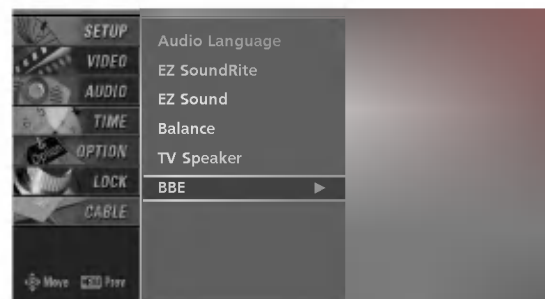 SETUP
VIDEO
AUDIO
TIME
OPTION
LOCK
CABLE
Audio Language
EZ SoundRite
EZ Sound
Balance
TV Speaker
BBE
Move Prev